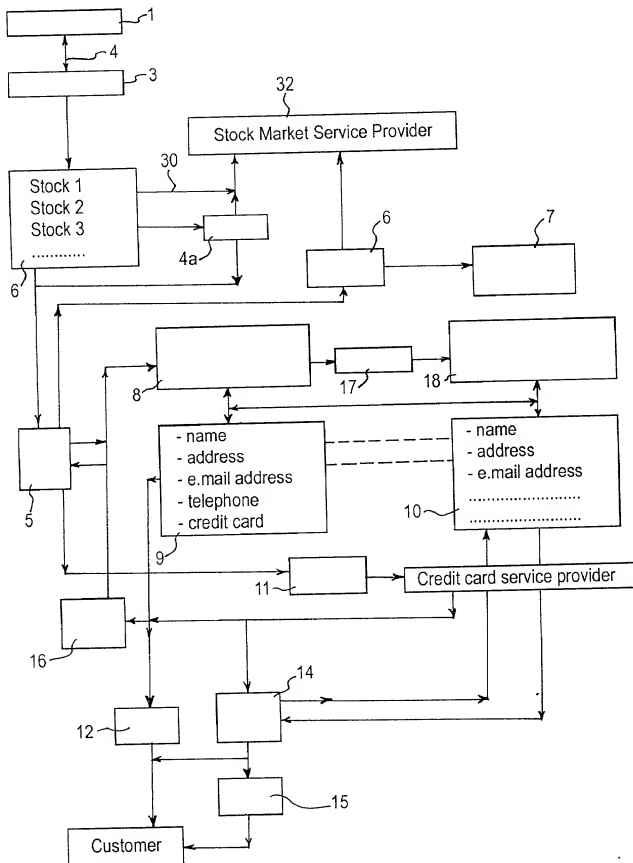 1
4
3
32
Stock Market Service Provider
30
Stock 1
Stock 2
Stock 3
............
6
4a
6
7
8
17
18
5
- name
- address
- e.mail address
- telephone
- credit card
9
- name
- address
- e.mail address
......................
......................
10
11
Credit card service provider
16
14
12
15
Customer